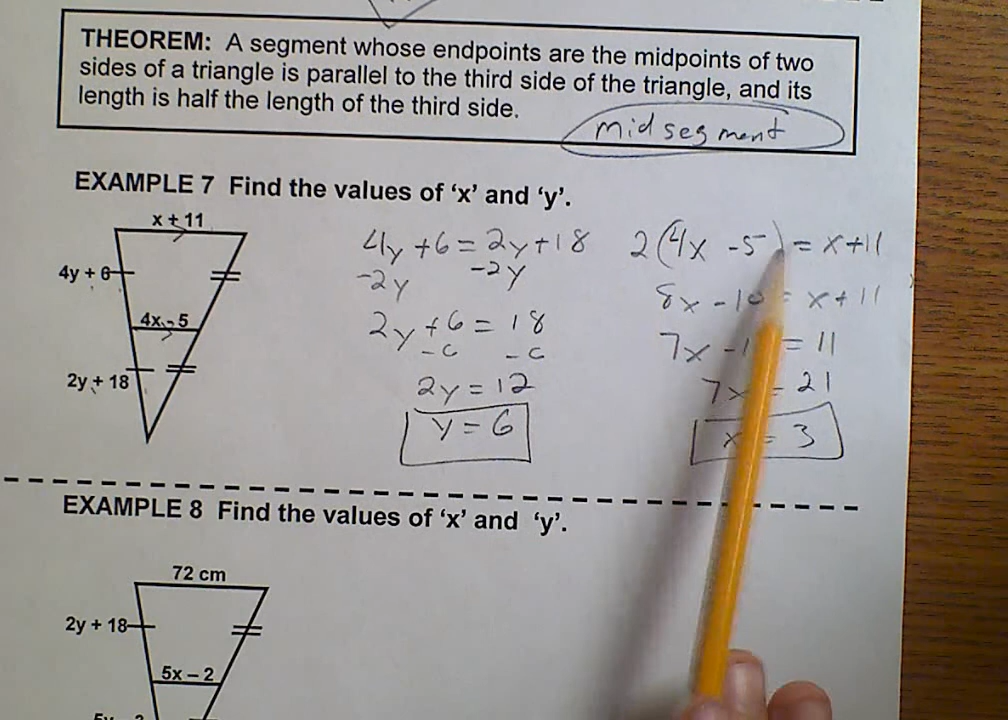 THEOREM: A segment whose endpoints are the midpoints of two
sides of a triangle is parallel to the third side of the triangle, and its
length is half the length of the third side.
midsegment
EXAMPLE 7 Find the values of ‘x’ and ‘y’.
x + 11
4y + 6
4x - 5
2y + 18
4y + 6 = 2y + 18
-2y -2y
2y + 6 = 18
-6 -6
2y = 12
y = 6
2(4x - 5) = x + 11
8x - 10 = x + 11
7x - 1 = 11
7x = 21
x = 3
EXAMPLE 8 Find the values of ‘x’ and ‘y’.
72 cm
2y + 18
5x – 2